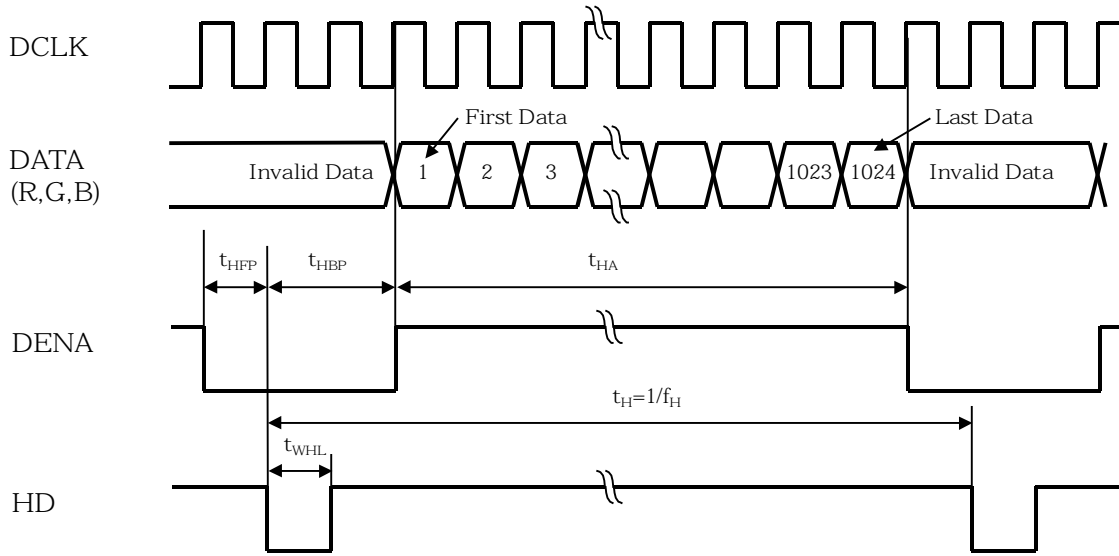 DCLK
First Data
Last Data
DATA
(R,G,B)
Invalid Data 1 2 3 1023 1024 Invalid Data
tHFP tHBP tHA
DENA
tH=1/fH
tWHL
HD